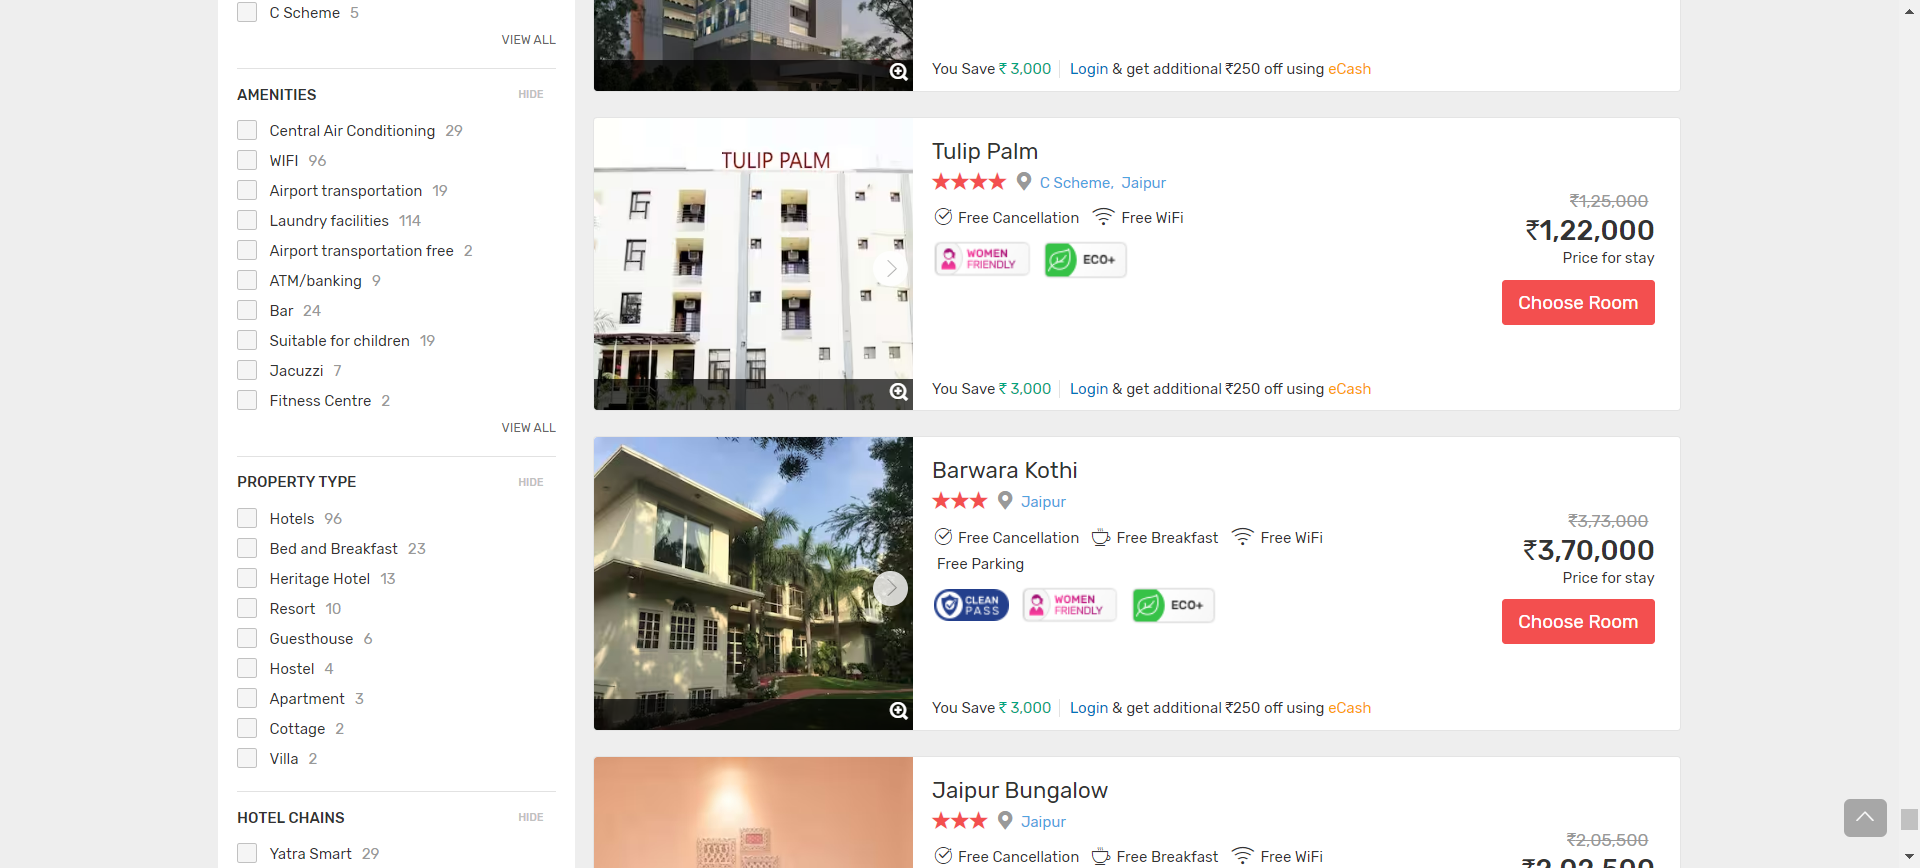 C Scheme 5
VIEW ALL
AMENITIES HIDE
Central Air Conditioning 29
WIFI 96
Airport transportation 19
Laundry facilities 114
Airport transportation free 2
ATM/banking 9
Bar 24
Suitable for children 19
Jacuzzi 7
Fitness Centre 2
VIEW ALL
PROPERTY TYPE HIDE
Hotels 96
Bed and Breakfast 23
Heritage Hotel 13
Resort 10
Guesthouse 6
Hostel 4
Apartment 3
Cottage 2
Villa 2
HOTEL CHAINS HIDE
Yatra Smart 29
You Save ₹ 3,000 Login & get additional ₹250 off using eCash
TULIP PALM
Tulip Palm
C Scheme, Jaipur
Free Cancellation Free WiFi
WOMEN FRIENDLY ECO+
₹1,25,000
₹1,22,000
Price for stay
Choose Room
You Save ₹ 3,000 Login & get additional ₹250 off using eCash
Barwara Kothi
Jaipur
Free Cancellation Free Breakfast Free WiFi
Free Parking
CLEAN PASS WOMEN FRIENDLY ECO+
₹3,73,000
₹3,70,000
Price for stay
Choose Room
You Save ₹ 3,000 Login & get additional ₹250 off using eCash
Jaipur Bungalow
Jaipur
Free Cancellation Free Breakfast Free WiFi
₹2,05,500
₹2,02,500